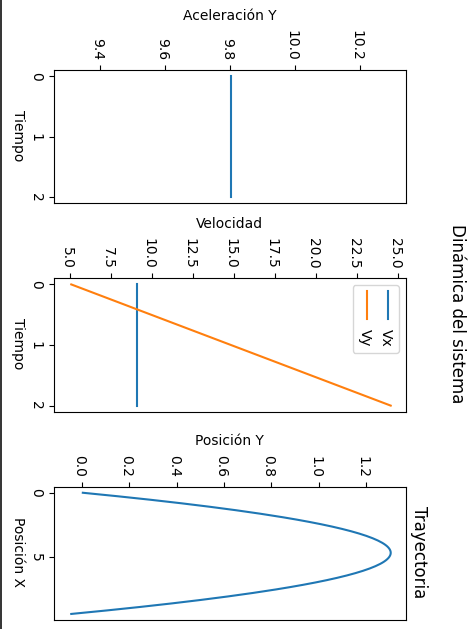 Dinámica del sistema
Aceleración Y
10.2
10.0
9.8
9.6
9.4
0 1 2
Tiempo
Velocidad
25.0
22.5
20.0
17.5
15.0
12.5
10.0
7.5
5.0
Vx
Vy
0 1 2
Tiempo
Trayectoria
Posición Y
1.2
1.0
0.8
0.6
0.4
0.2
0.0
0 5
Posición X